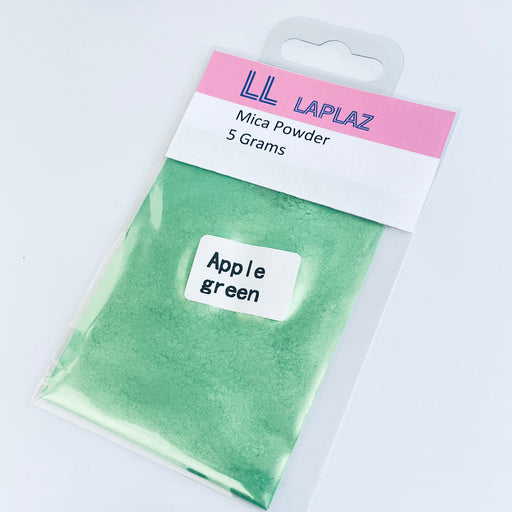 LL LAPLAZ
Mica Powder
5 Grams
Apple
green